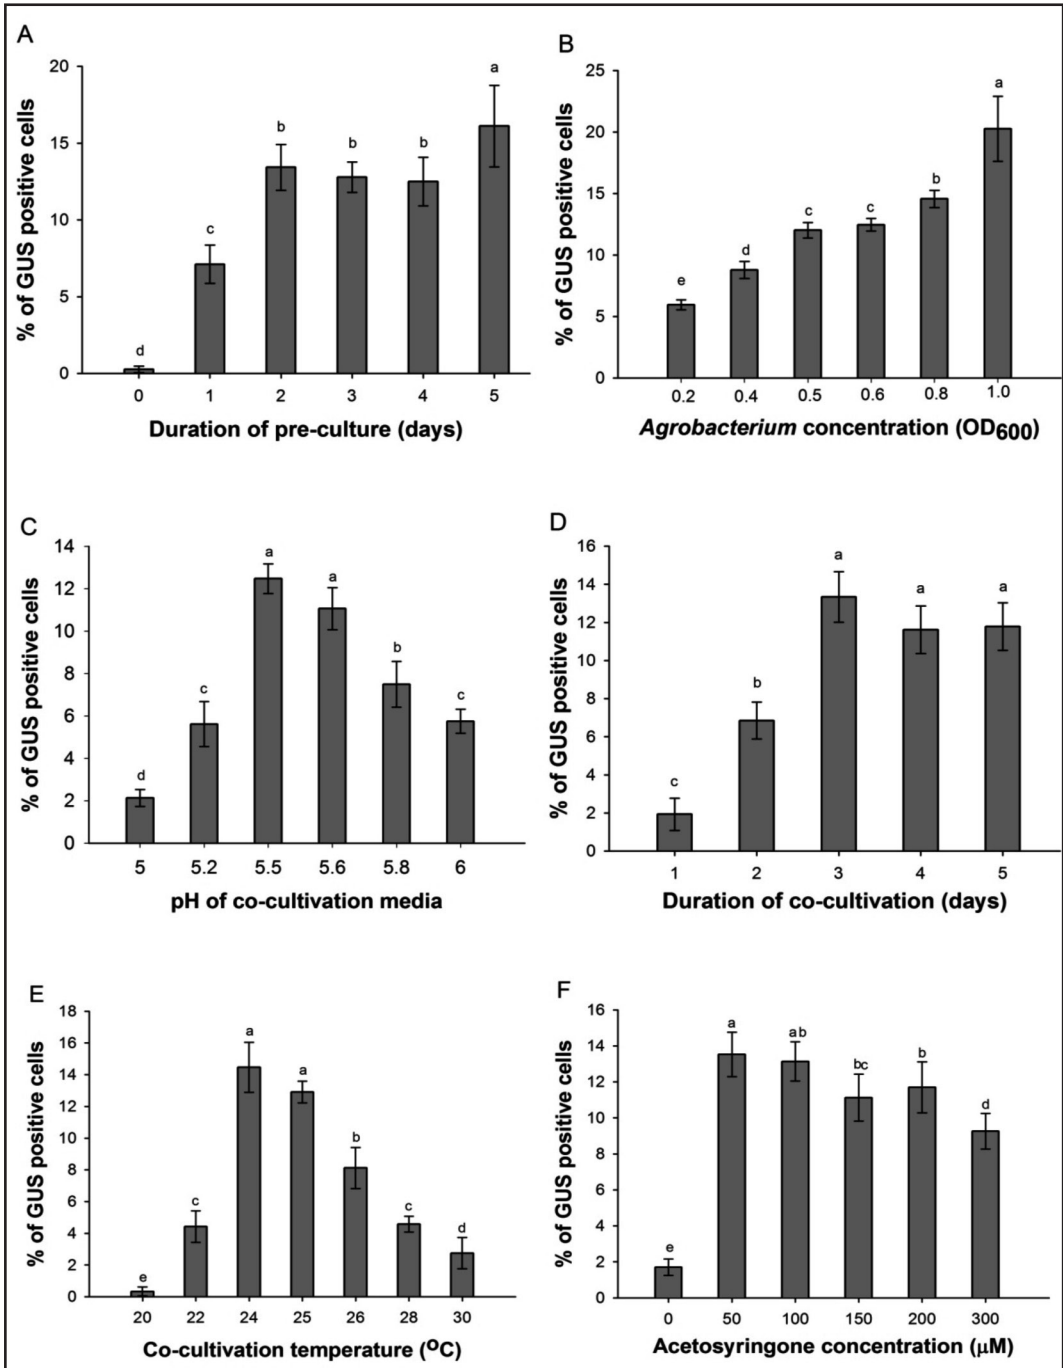 A
% of GUS positive cells
20
15
10
5
0
d
c
b
b
b
a
0 1 2 3 4 5
Duration of pre-culture (days)
B
% of GUS positive cells
25
20
15
10
5
0
e
d
c
c
b
a
0.2 0.4 0.5 0.6 0.8 1.0
Agrobacterium concentration (OD600)
C
% of GUS positive cells
14
12
10
8
6
4
2
0
d
c
a
a
b
c
5 5.2 5.5 5.6 5.8 6
pH of co-cultivation media
D
% of GUS positive cells
16
14
12
10
8
6
4
2
0
c
b
a
a
a
1 2 3 4 5
Duration of co-cultivation (days)
E
% of GUS positive cells
18
16
14
12
10
8
6
4
2
0
e
c
a
a
b
c
d
20 22 24 25 26 28 30
Co-cultivation temperature (OC)
F
% of GUS positive cells
16
14
12
10
8
6
4
2
0
e
a
ab
bc
b
d
0 50 100 150 200 300
Acetosyringone concentration (μM)